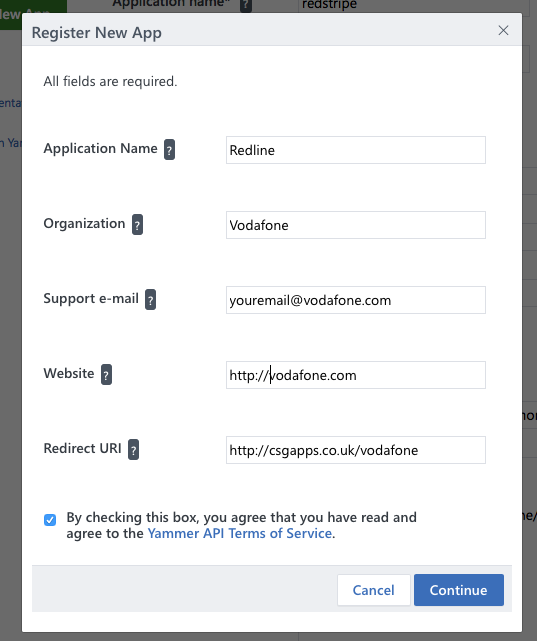 New App
Application name* ?
redstripe
Register New App
All fields are required.
Application Name ?
Redline
Organization ?
Vodafone
Support e-mail ?
youremail@vodafone.com
Website ?
http://vodafone.com
Redirect URI ?
http://csgapps.co.uk/vodafone
By checking this box, you agree that you have read and
agree to the Yammer API Terms of Service.
Cancel
Continue